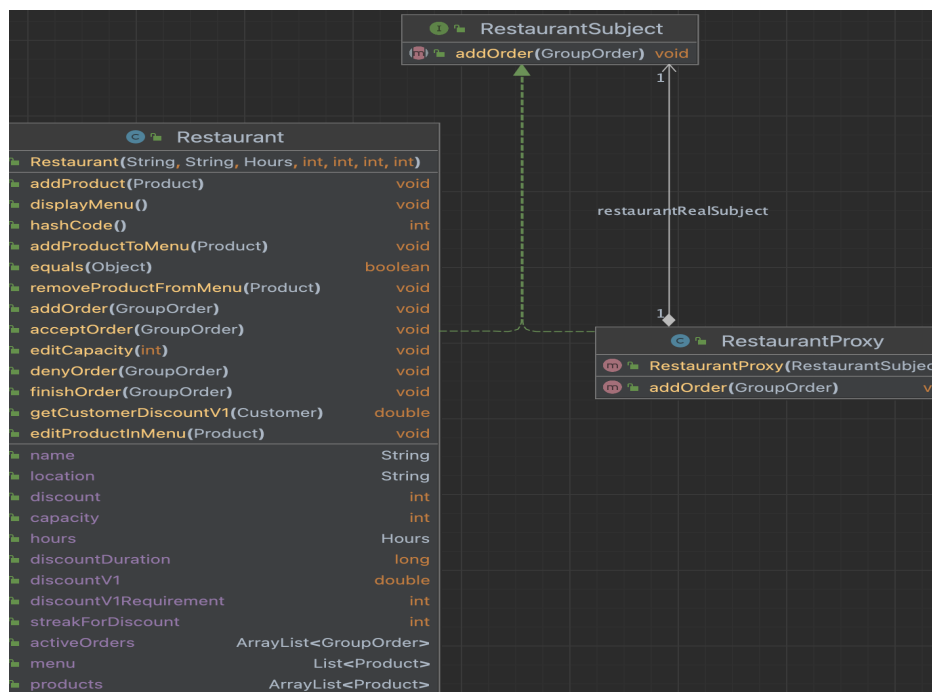 RestaurantSubject
addOrder(GroupOrder) void
1
restaurantRealSubject
1
Restaurant
Restaurant(String, String, Hours, int, int, int, int)
addProduct(Product) void
displayMenu() void
hashCode() int
addProductToMenu(Product) void
equals(Object) boolean
removeProductFromMenu(Product) void
addOrder(GroupOrder) void
acceptOrder(GroupOrder) void
editCapacity(int) void
denyOrder(GroupOrder) void
finishOrder(GroupOrder) void
getCustomerDiscountV1(Customer) double
editProductInMenu(Product) void
name String
location String
discount int
capacity int
hours Hours
discountDuration long
discountV1 double
discountV1Requirement int
streakForDiscount int
activeOrders ArrayList<GroupOrder>
menu List<Product>
products ArrayList<Product>
RestaurantProxy
RestaurantProxy(RestaurantSubjec
addOrder(GroupOrder) v